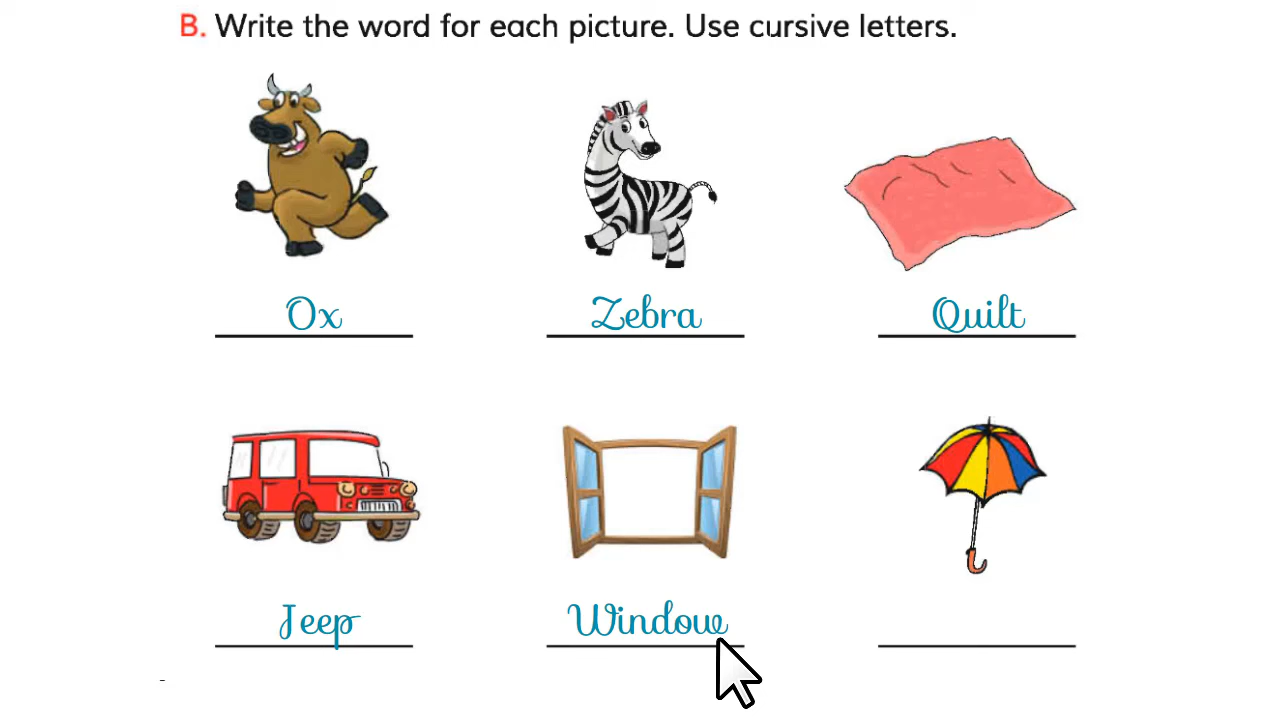 B. Write the word for each picture. Use cursive letters.
Ox Zebra Quilt
Jeep Window